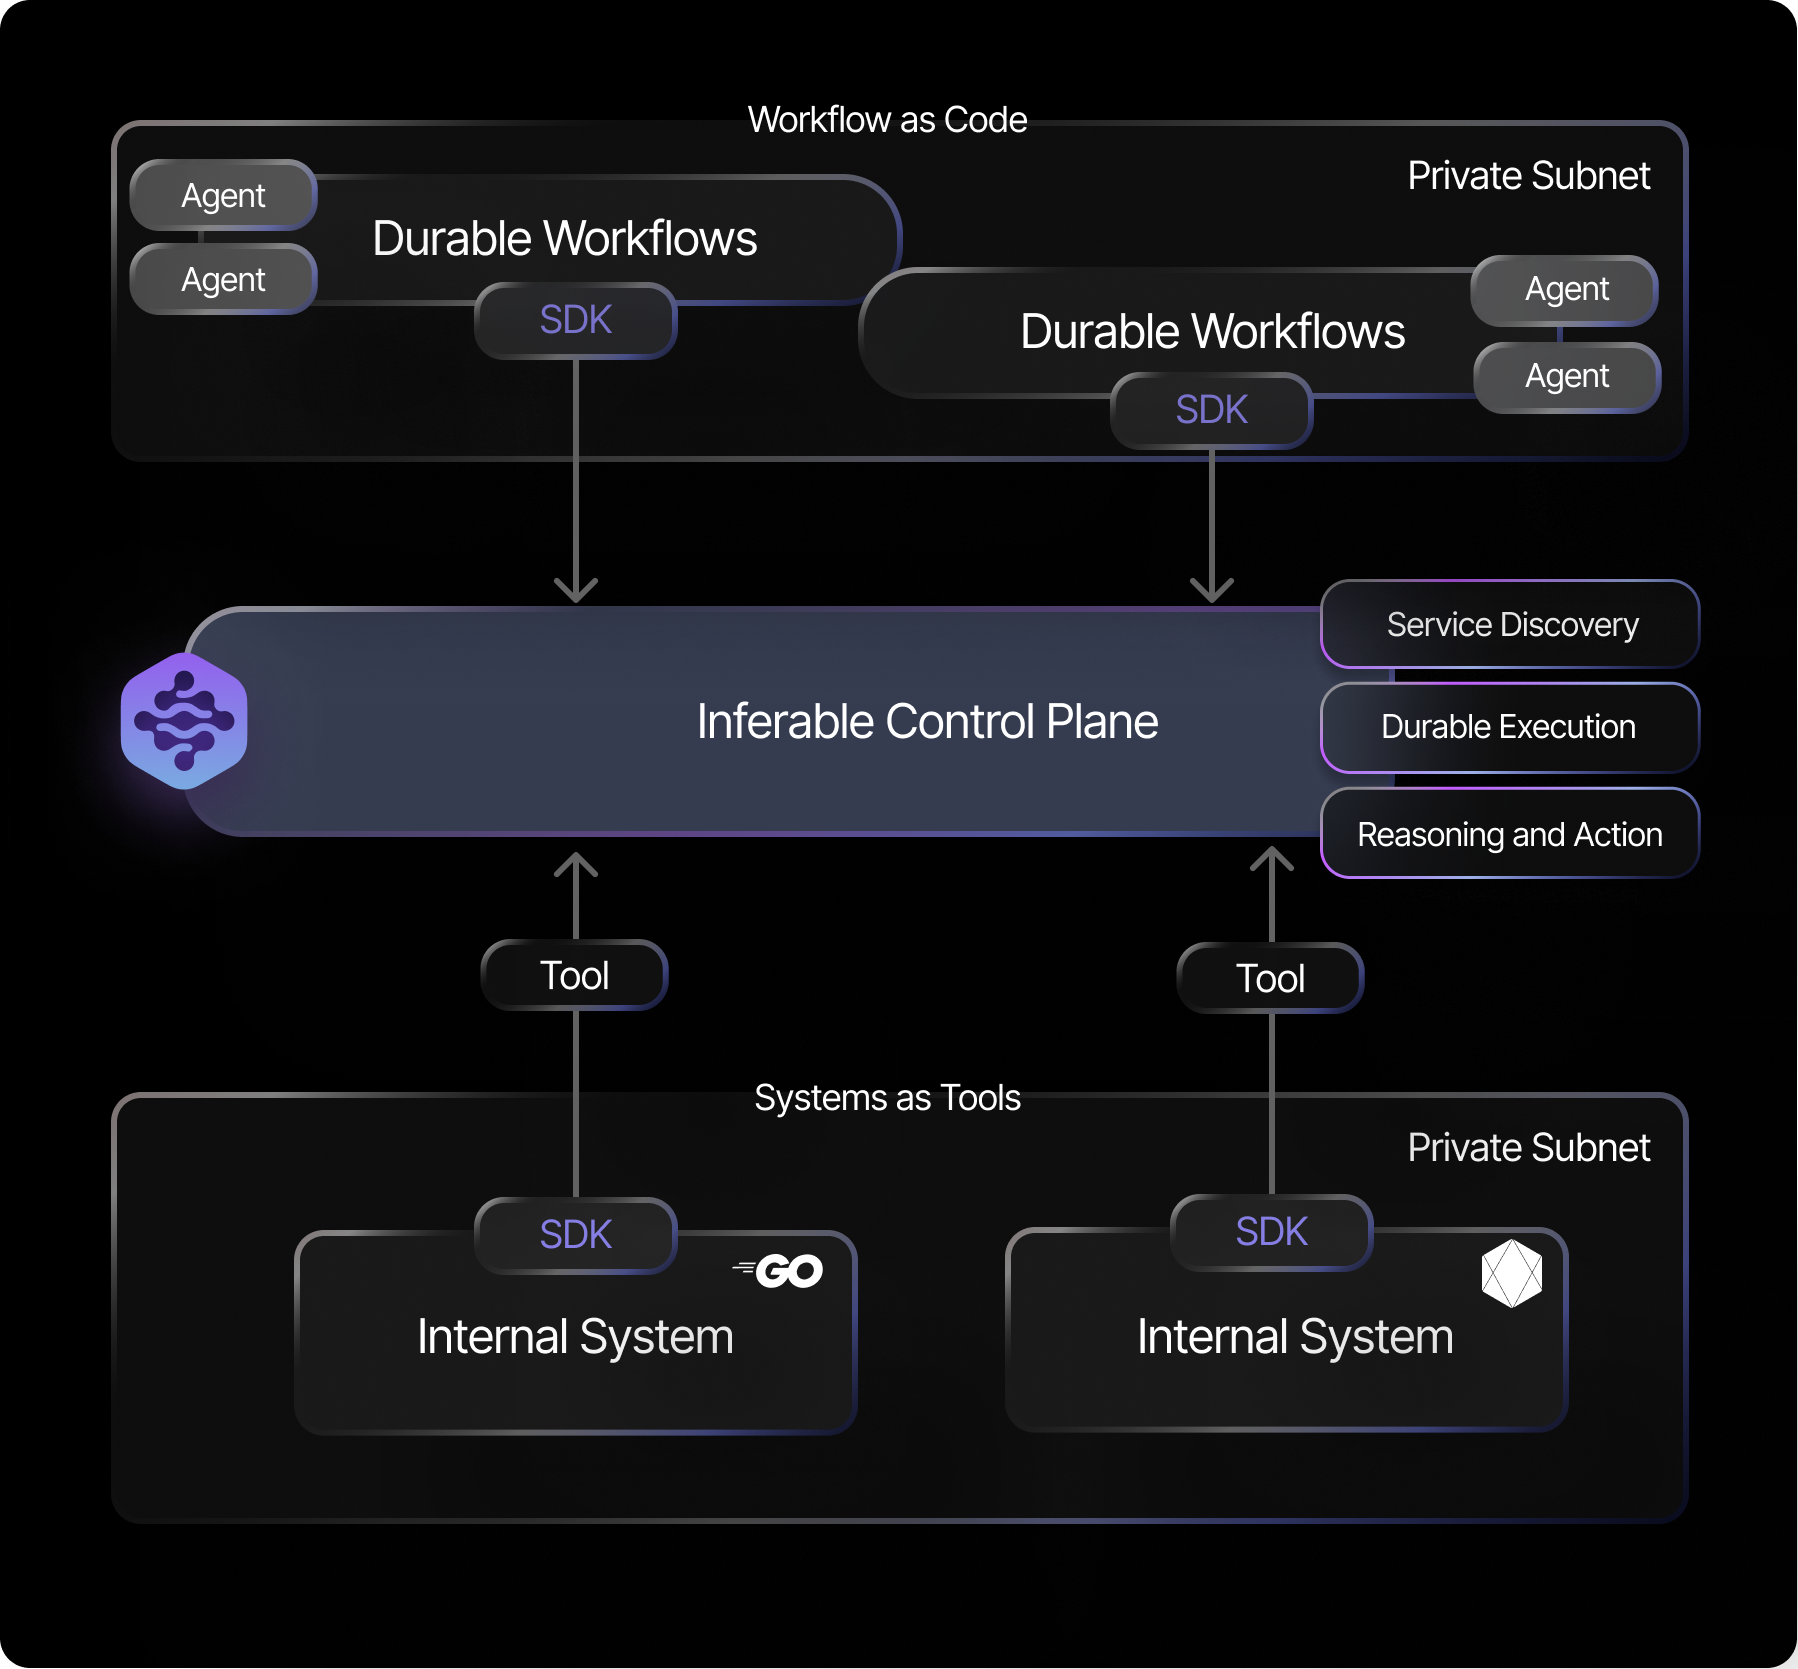 Workflow as Code
Private Subnet
Agent
Agent
Durable Workflows
SDK
Durable Workflows
Agent
Agent
SDK
Inferable Control Plane
Service Discovery
Durable Execution
Reasoning and Action
Tool
Tool
Systems as Tools
Private Subnet
SDK
GO
Internal System
SDK
Internal System